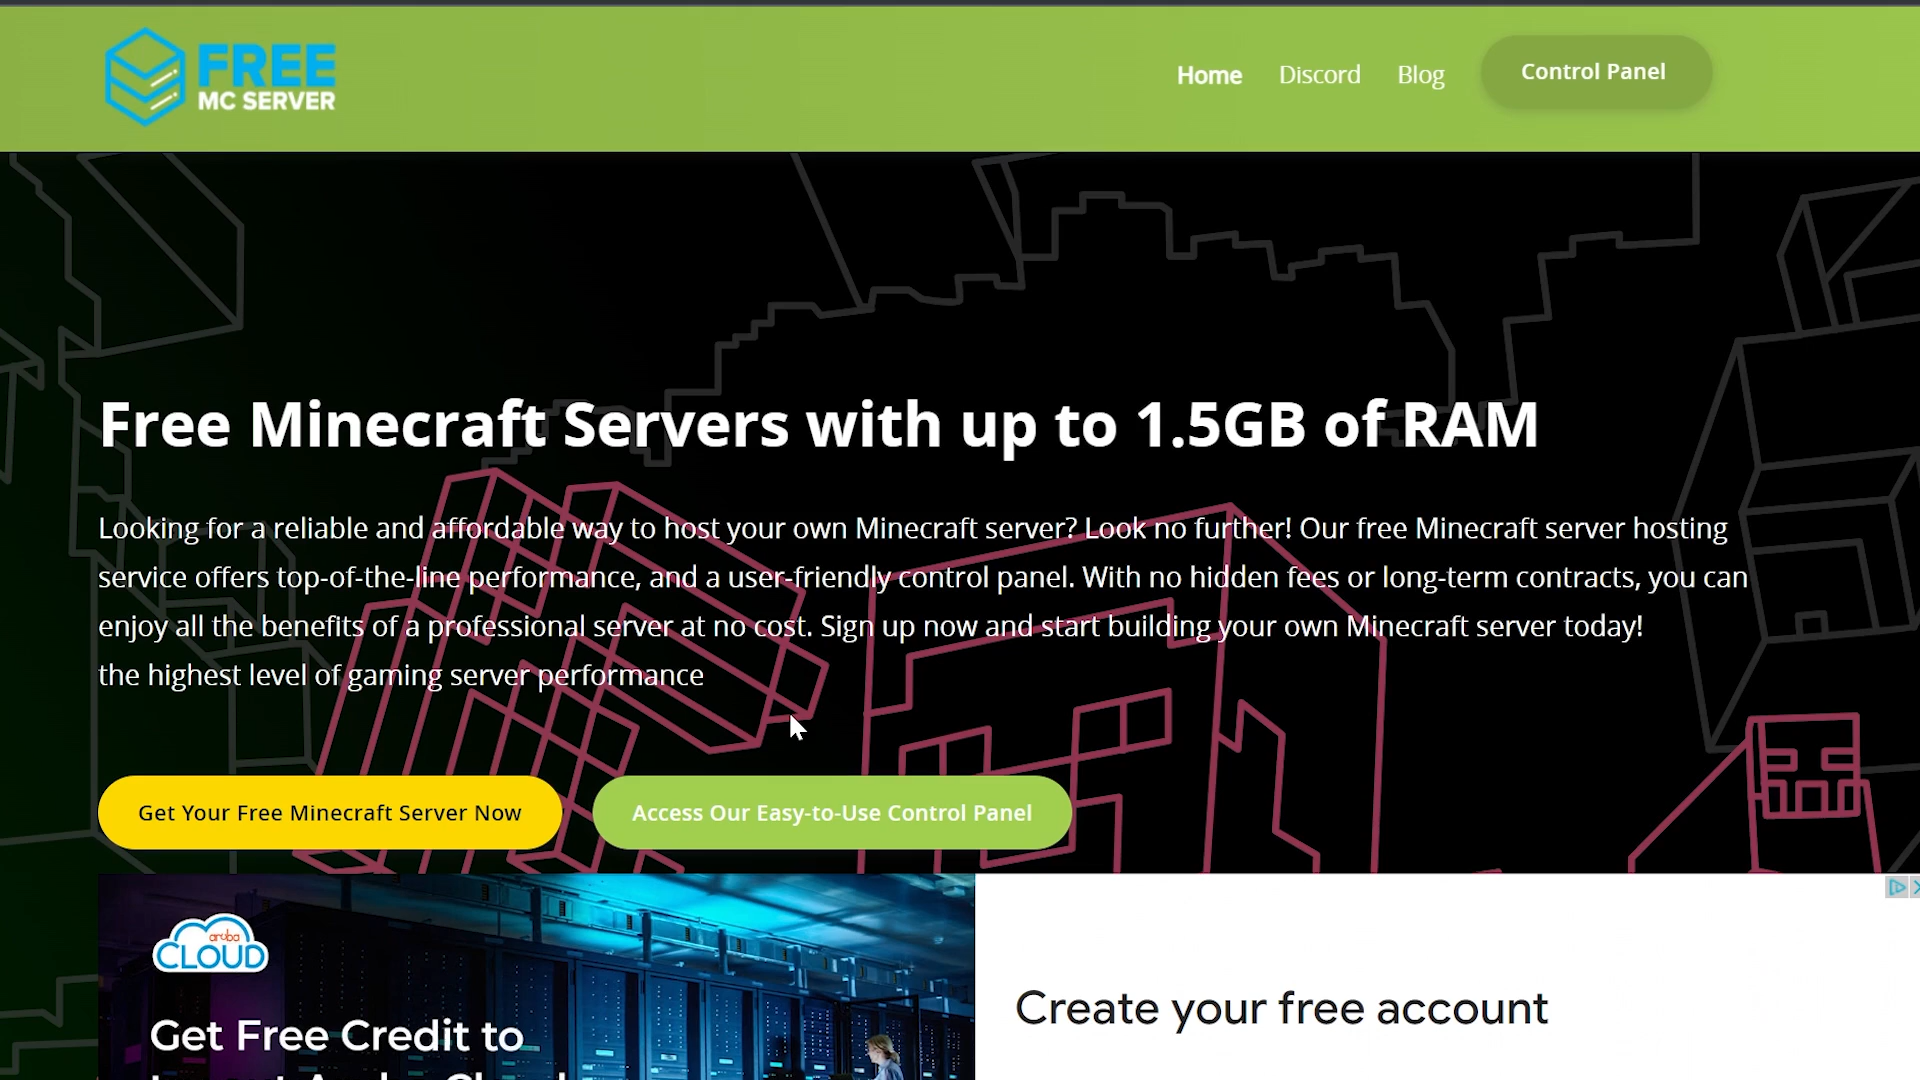 FREE
MC SERVER
Home
Discord
Blog
Control Panel
Free Minecraft Servers with up to 1.5GB of RAM
Looking for a reliable and affordable way to host your own Minecraft server? Look no further! Our free Minecraft server hosting
service offers top-of-the-line performance, and a user-friendly control panel. With no hidden fees or long-term contracts, you can
enjoy all the benefits of a professional server at no cost. Sign up now and start building your own Minecraft server today!
the highest level of gaming server performance
Get Your Free Minecraft Server Now
Access Our Easy-to-Use Control Panel
aruba
CLOUD
Get Free Credit to
Create your free account